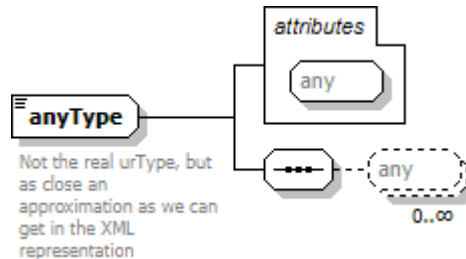 attributes
any
anyType
Not the real urType, but
as close an
approximation as we can
get in the XML
representation
any
0..∞